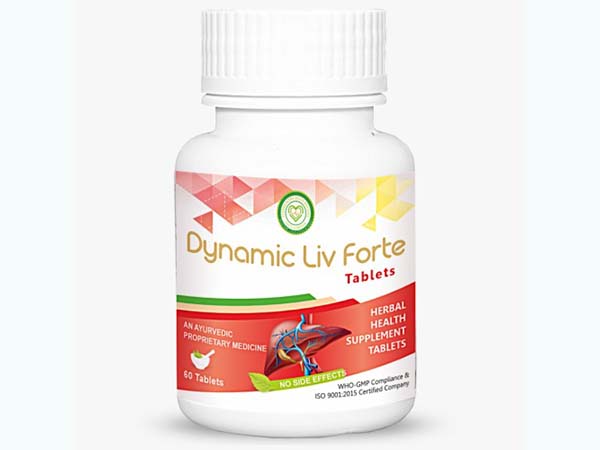 Dynamic Liv Forte
Tablets
AN AYURVEDIC
PROPRIETARY MEDICINE
60 Tablets
HERBAL
HEALTH
SUPPLEMENT
TABLETS
NO SIDE EFFECTS
WHO-GMP Compliance &
ISO 9001:2015 Certified Company